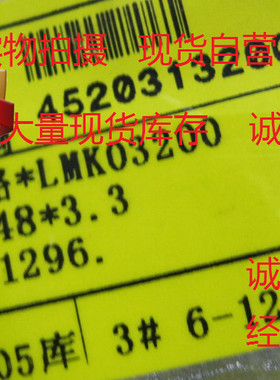 实物拍摄 现货自营
45203132
大量现货库存 诚
*LMK03200
48*3.3
1296.
05库 3# 6-12
诚
经